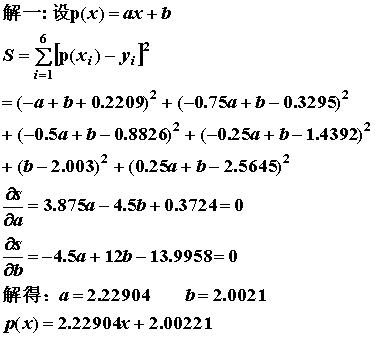 解一: 设p(x) = ax + b
S = ∑_{i=1}^{6} [p(x_i) − y_i]^2
= (−a + b + 0.2209)^2 + (−0.75a + b − 0.3295)^2
+ (−0.5a + b − 0.8826)^2 + (−0.25a + b − 1.4392)^2
+ (b − 2.003)^2 + (0.25a + b − 2.5645)^2
∂s/∂a = 3.875a − 4.5b + 0.3724 = 0
∂s/∂b = −4.5a + 12b − 13.9958 = 0
解得：a = 2.22904  b = 2.0021
p(x) = 2.22904x + 2.00221